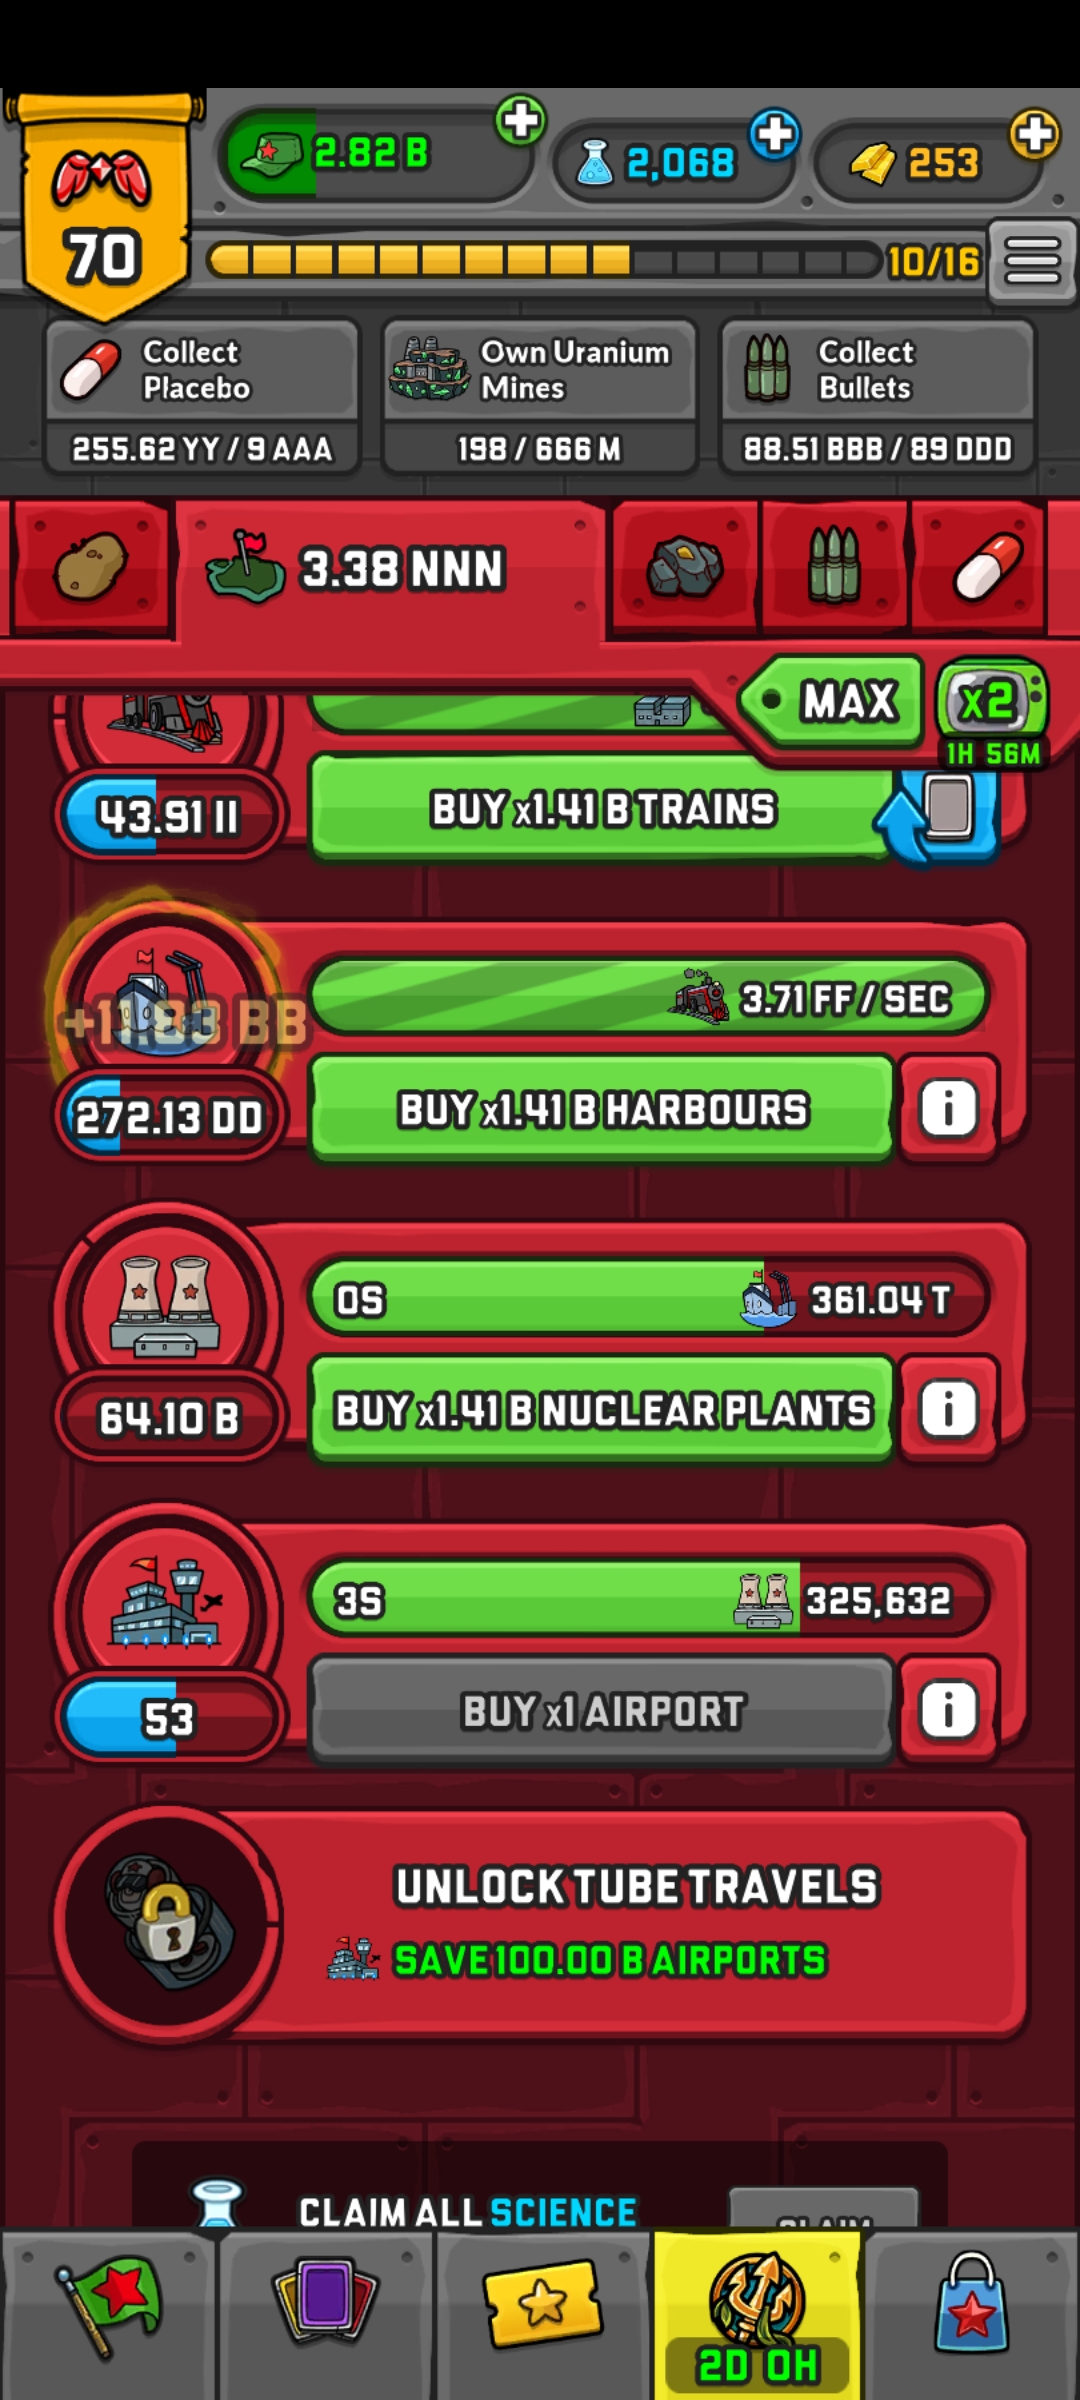 2.82 B
2,068
253
70
10/16
Collect Placebo
255.62 YY / 9 AAA
Own Uranium Mines
198 / 666 M
Collect Bullets
88.51 BBB / 89 DDD
3.38 NNN
MAX
x2
1H 56M
43.91 II
BUY x1.41 B TRAINS
3.71 FF / SEC
272.13 DD
BUY x1.41 B HARBOURS
i
0S
361.04 T
64.10 B
BUY x1.41 B NUCLEAR PLANTS
i
3S
325,632
53
BUY x1 AIRPORT
i
UNLOCK TUBE TRAVELS
SAVE 100.00 B AIRPORTS
CLAIM ALL SCIENCE
CLAIM
2D 0H